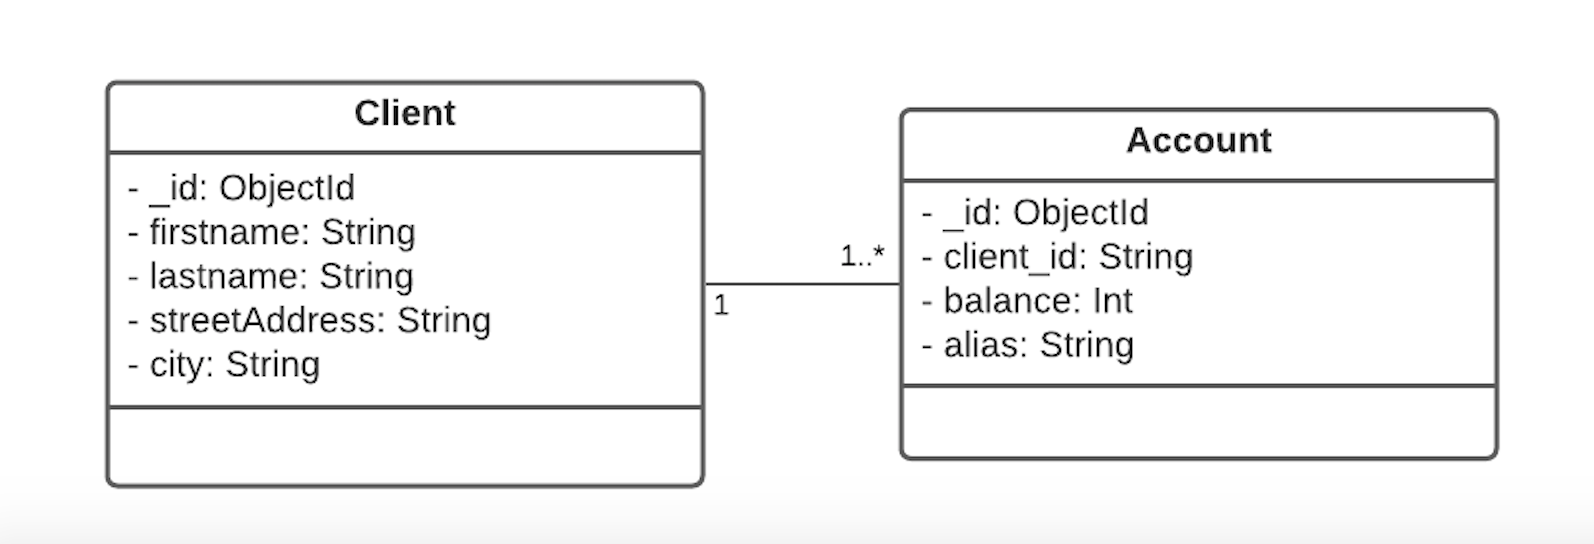 Client
- _id: ObjectId
- firstname: String
- lastname: String
- streetAddress: String
- city: String
1
1..*
Account
- _id: ObjectId
- client_id: String
- balance: Int
- alias: String